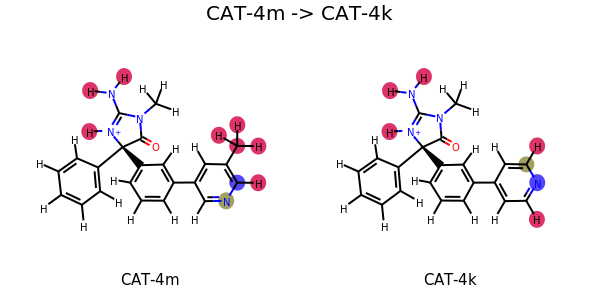 CAT-4m -> CAT-4k
H H H H H H
H N H N
N N
H N⁺ H N⁺
O O
H H
H H H H H
H H H H
H H H H H
N N
H H H H
H H H H H H H
H H
CAT-4m CAT-4k